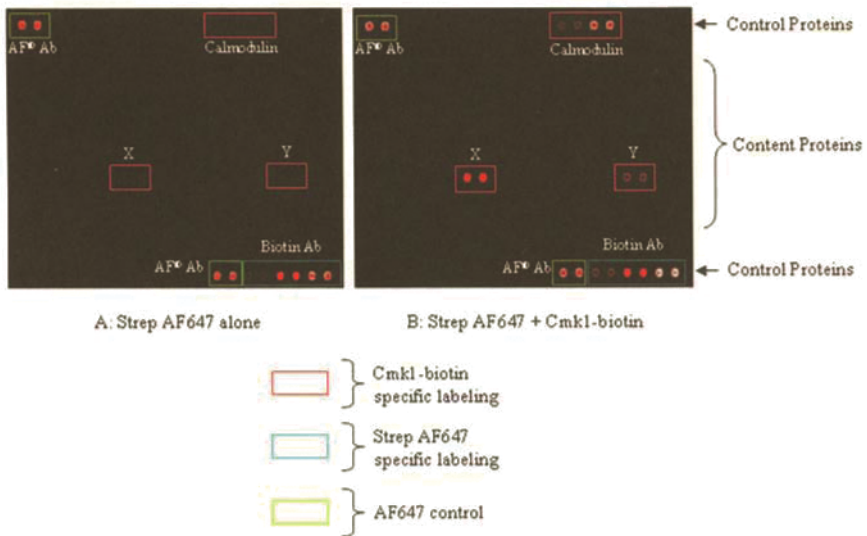 AF® Ab
Calmodulin
AF® Ab
Calmodulin
Control Proteins
X
Y
X
Y
Content Proteins
Biotin Ab
AF® Ab
Biotin Ab
AF® Ab
Control Proteins
A: Strep AF647 alone
B: Strep AF647 + Cmk1-biotin
Cmk1-biotin
specific labeling
Strep AF647
specific labeling
AF647 control